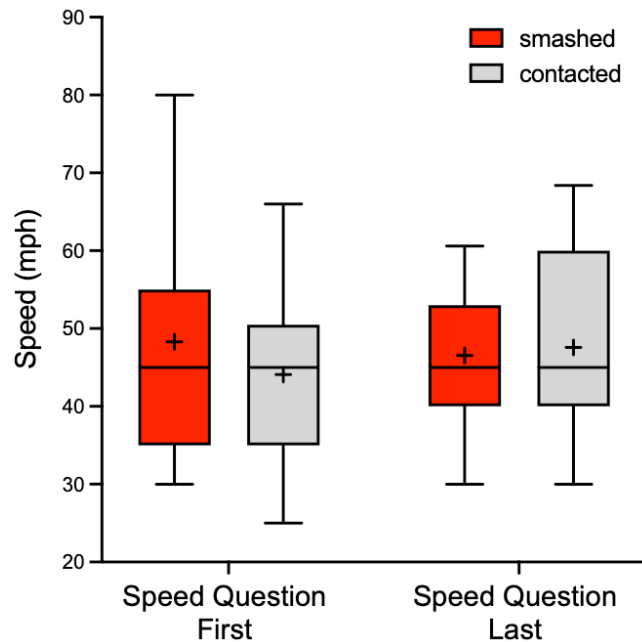 90
smashed
contacted
80
70
60
50
40
30
20
Speed (mph)
Speed Question
First
Speed Question
Last